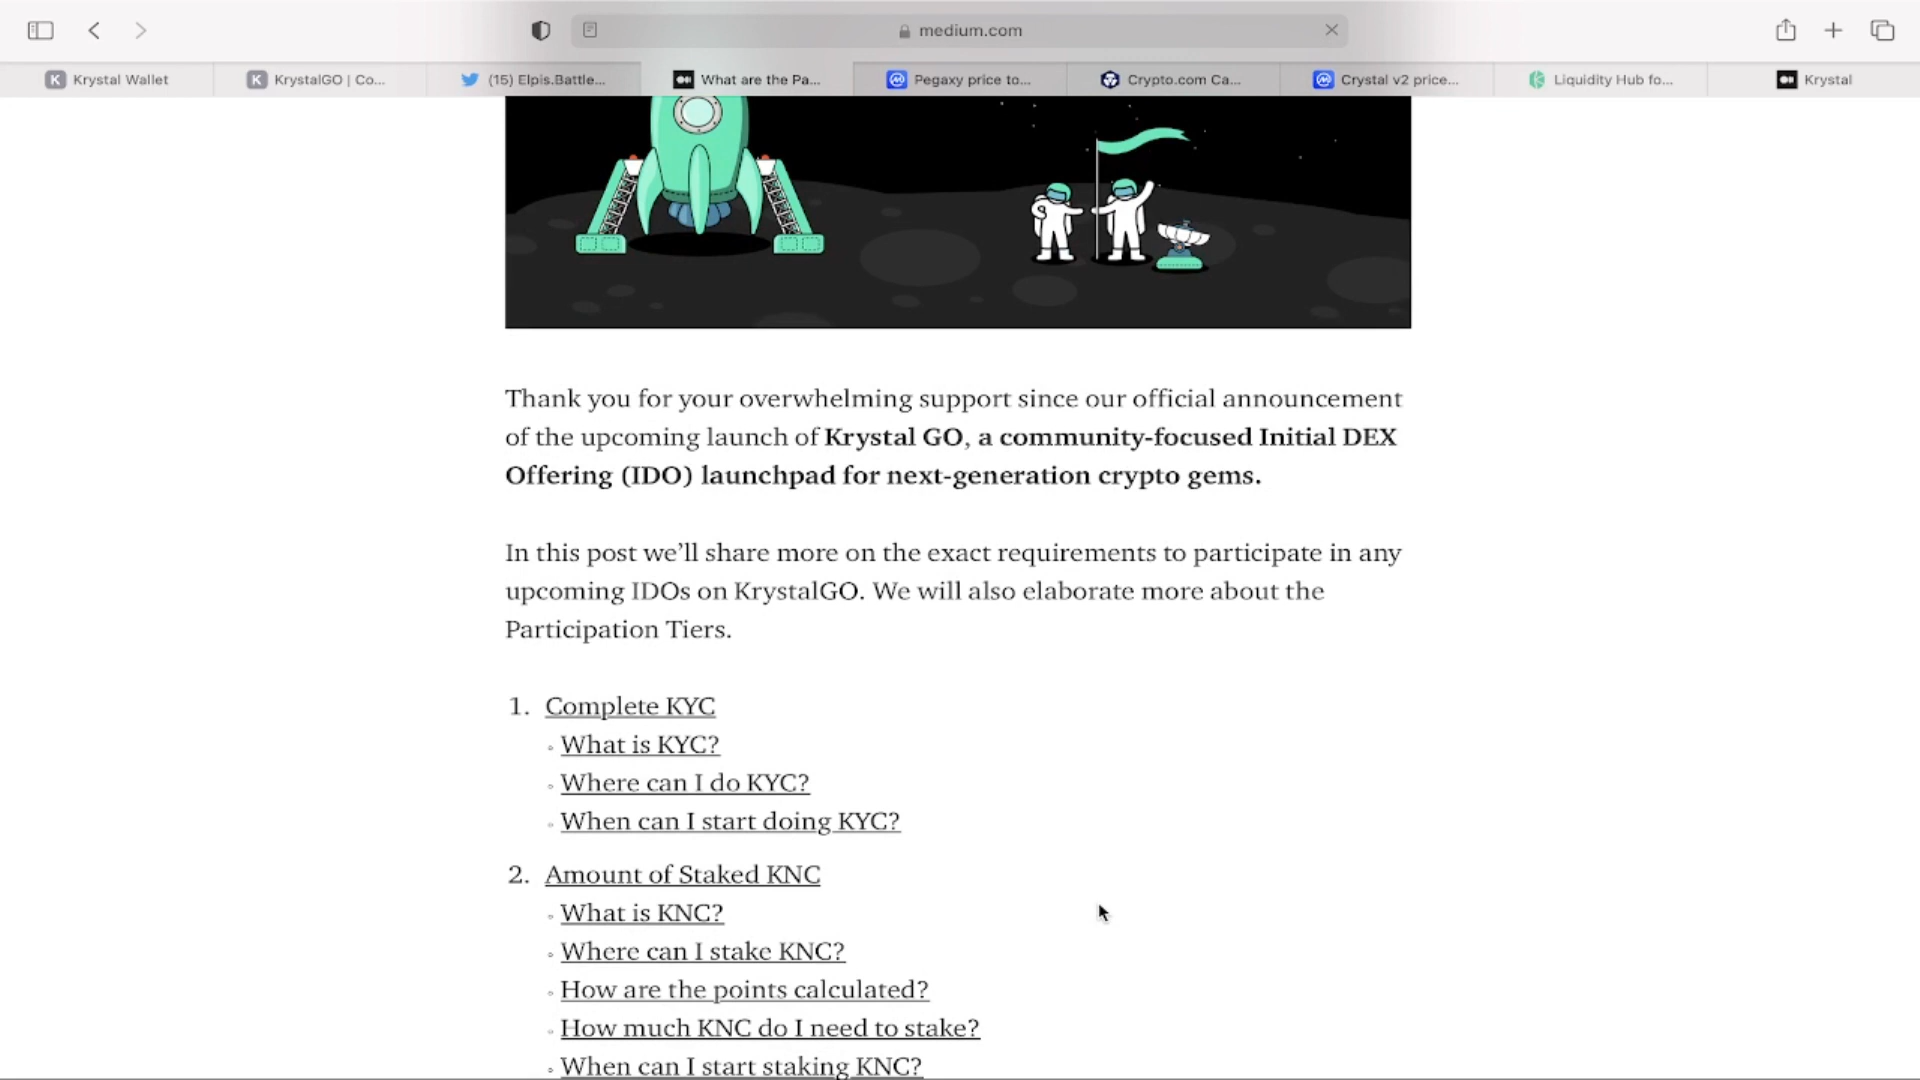 medium.com
Krystal Wallet
KrystalGO | Co...
(15) Elpis.Battle...
What are the Pa...
Pegaxy price to...
Crypto.com Ca...
Crystal v2 price...
Liquidity Hub fo...
Krystal
Thank you for your overwhelming support since our official announcement
of the upcoming launch of Krystal GO, a community-focused Initial DEX
Offering (IDO) launchpad for next-generation crypto gems.
In this post we’ll share more on the exact requirements to participate in any
upcoming IDOs on KrystalGO. We will also elaborate more about the
Participation Tiers.
1. Complete KYC
◦ What is KYC?
◦ Where can I do KYC?
◦ When can I start doing KYC?
2. Amount of Staked KNC
◦ What is KNC?
◦ Where can I stake KNC?
◦ How are the points calculated?
◦ How much KNC do I need to stake?
◦ When can I start staking KNC?